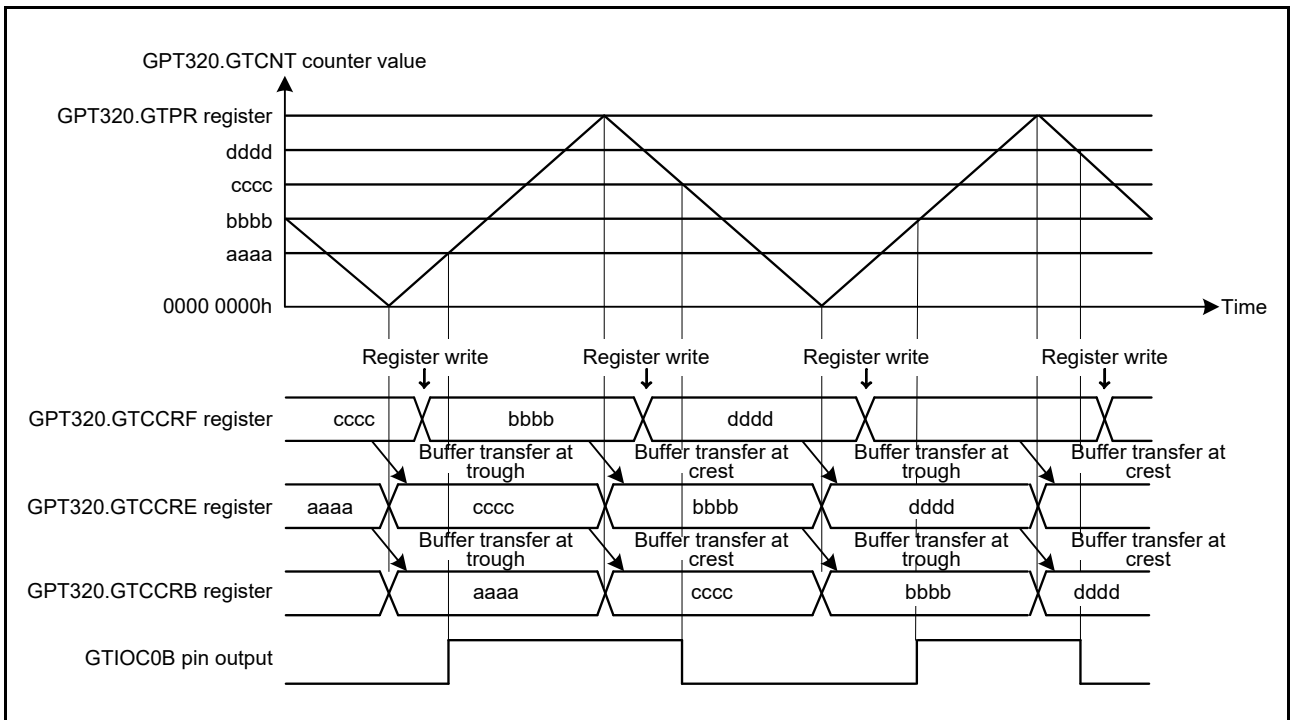 GPT320.GTCNT counter value
GPT320.GTPR register
dddd
cccc
bbbb
aaaa
0000 0000h
Time
Register write Register write Register write Register write
GPT320.GTCCRF register cccc bbbb dddd
Buffer transfer at Buffer transfer at Buffer transfer at Buffer transfer at
trough crest trough crest
GPT320.GTCCRE register aaaa cccc bbbb dddd
Buffer transfer at Buffer transfer at Buffer transfer at Buffer transfer at
trough crest trough crest
GPT320.GTCCRB register aaaa cccc bbbb dddd
GTIOC0B pin output